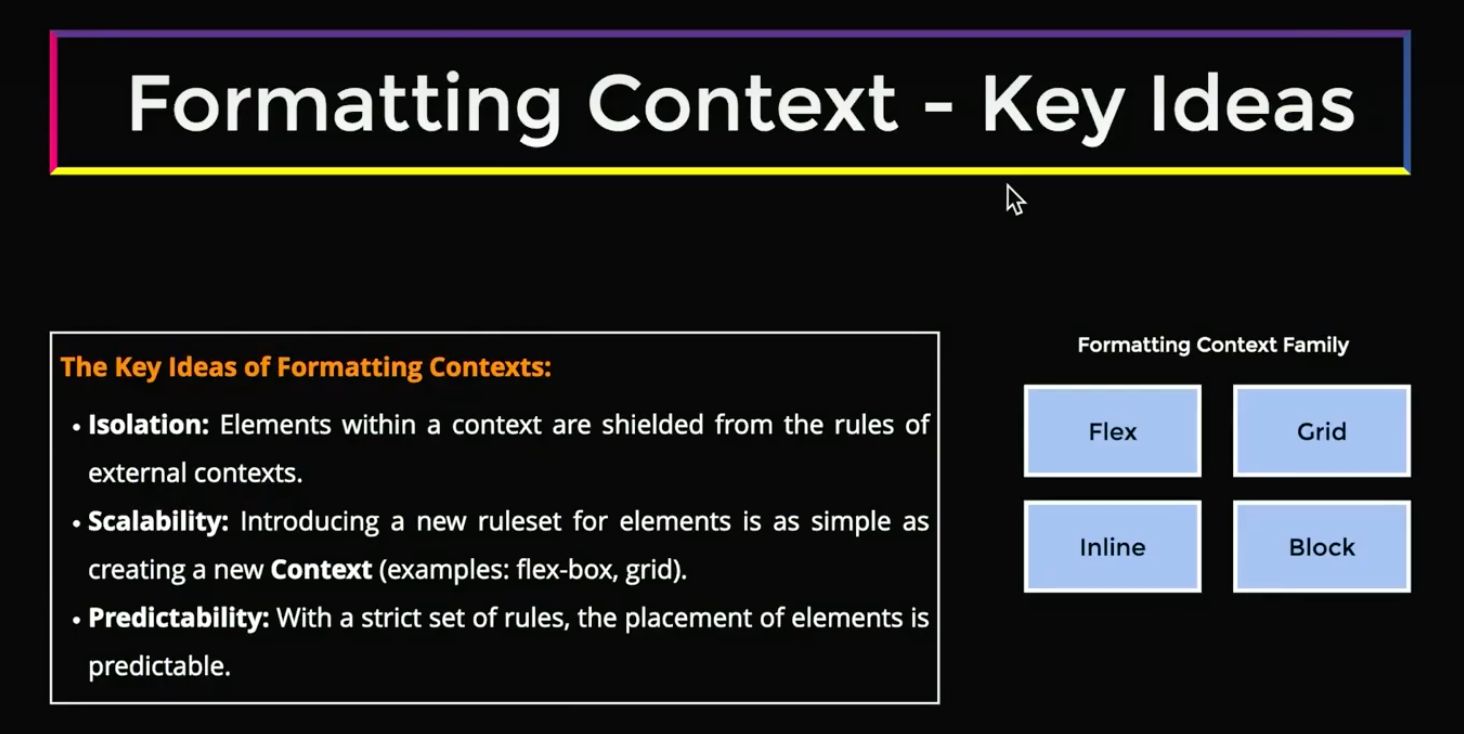 Formatting Context - Key Ideas
The Key Ideas of Formatting Contexts:
• Isolation: Elements within a context are shielded from the rules of
external contexts.
• Scalability: Introducing a new ruleset for elements is as simple as
creating a new Context (examples: flex-box, grid).
• Predictability: With a strict set of rules, the placement of elements is
predictable.
Formatting Context Family
Flex
Grid
Inline
Block